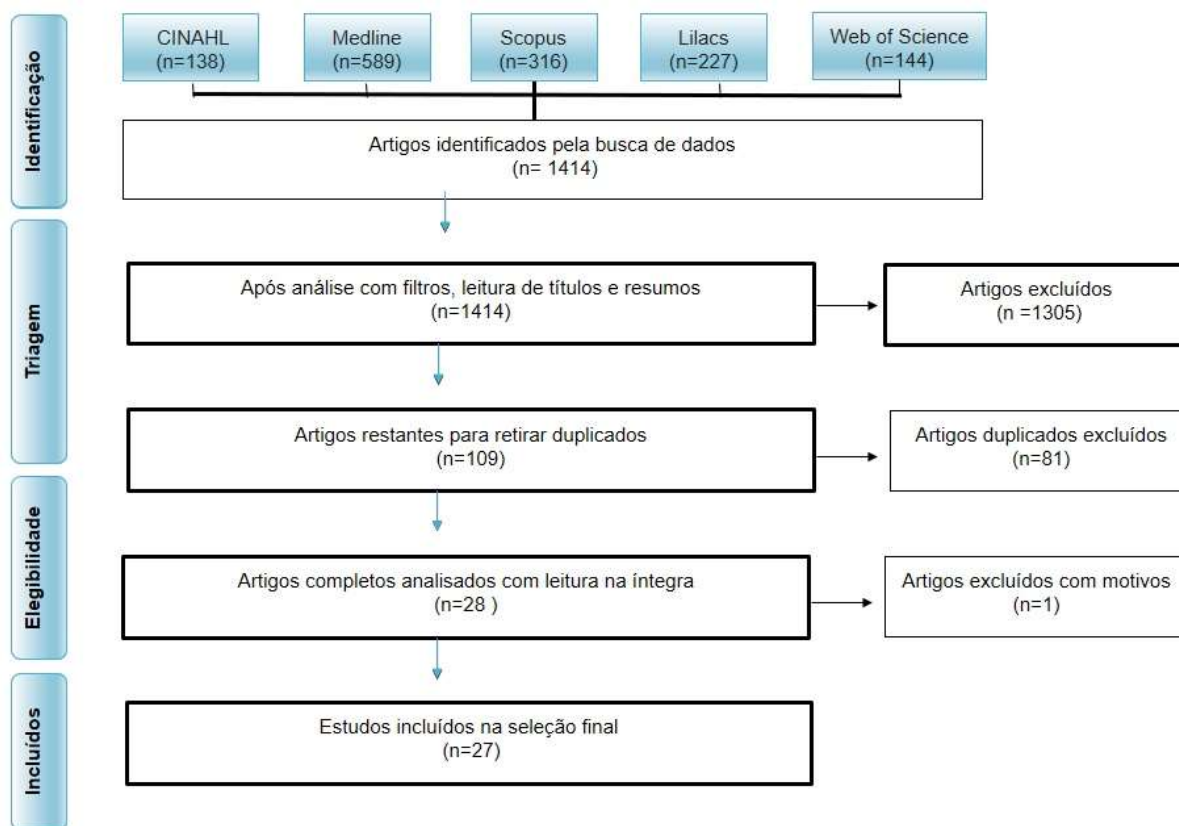 Identificação
CINAHL
(n=138)
Medline
(n=589)
Scopus
(n=316)
Lilacs
(n=227)
Web of Science
(n=144)
Artigos identificados pela busca de dados
(n= 1414)
Triagem
Após análise com filtros, leitura de títulos e resumos
(n=1414)
Artigos excluídos
(n =1305)
Artigos restantes para retirar duplicados
(n=109)
Artigos duplicados excluídos
(n=81)
Elegibilidade
Artigos completos analisados com leitura na íntegra
(n=28 )
Artigos excluídos com motivos
(n=1)
Incluídos
Estudos incluídos na seleção final
(n=27)